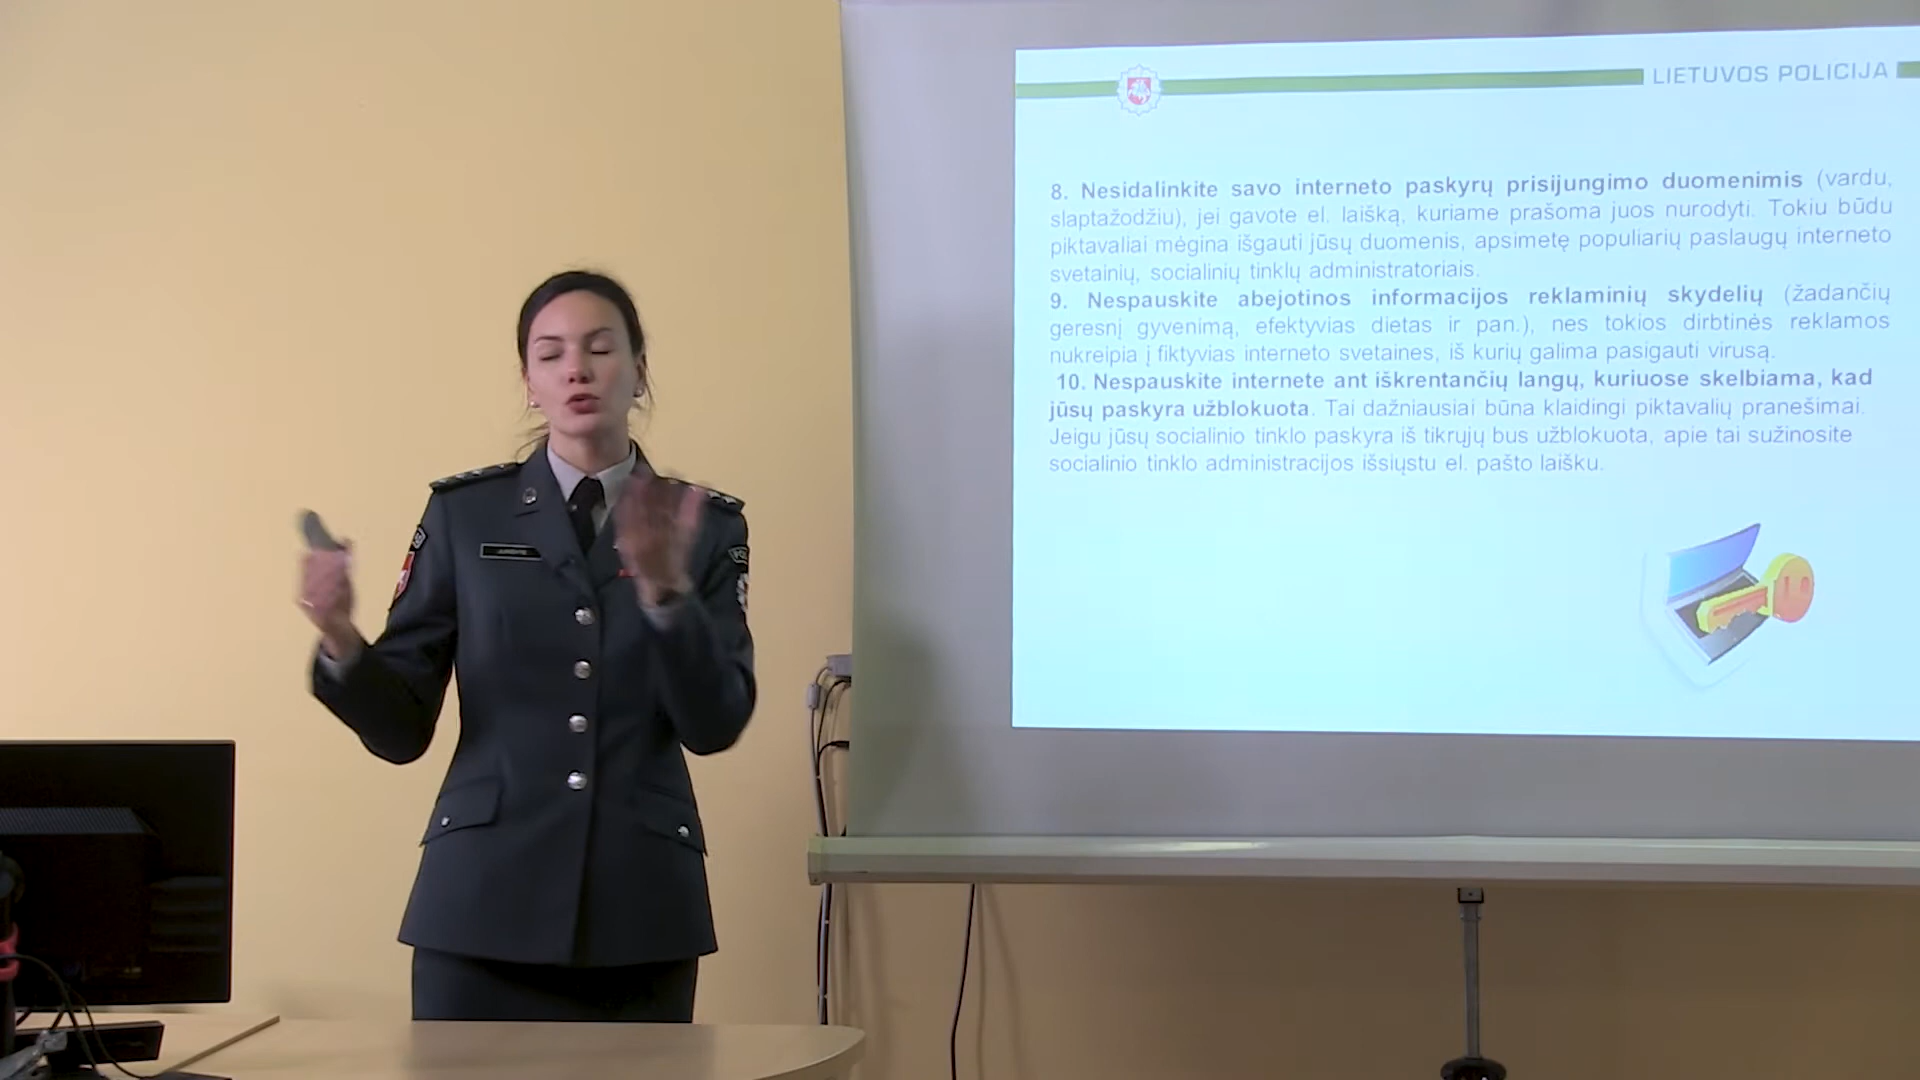 LIETUVOS POLICIJA
8. Nesidalinkite savo interneto paskyrų prisijungimo duomenimis (vardu,
slaptažodžiu), jei gavote el. laišką, kuriame prašoma juos nurodyti. Tokiu būdu
piktavaliai mėgina išgauti jūsų duomenis, apsimetę populiarių paslaugų interneto
svetainių, socialinių tinklų administratoriais.
9. Nespauskite abejotinos informacijos reklaminių skydelių (žadančių
geresnį gyvenimą, efektyvias dietas ir pan.), nes tokios dirbtinės reklamos
nukreipia į fiktyvias interneto svetaines, iš kurių galima pasigauti virusą.
10. Nespauskite internete ant iškrentančių langų, kuriuose skelbiama, kad
jūsų paskyra užblokuota. Tai dažniausiai būna klaidingi piktavalių pranešimai.
Jeigu jūsų socialinio tinklo paskyra iš tikrųjų bus užblokuota, apie tai sužinosite
socialinio tinklo administracijos išsiųstu el. pašto laišku.